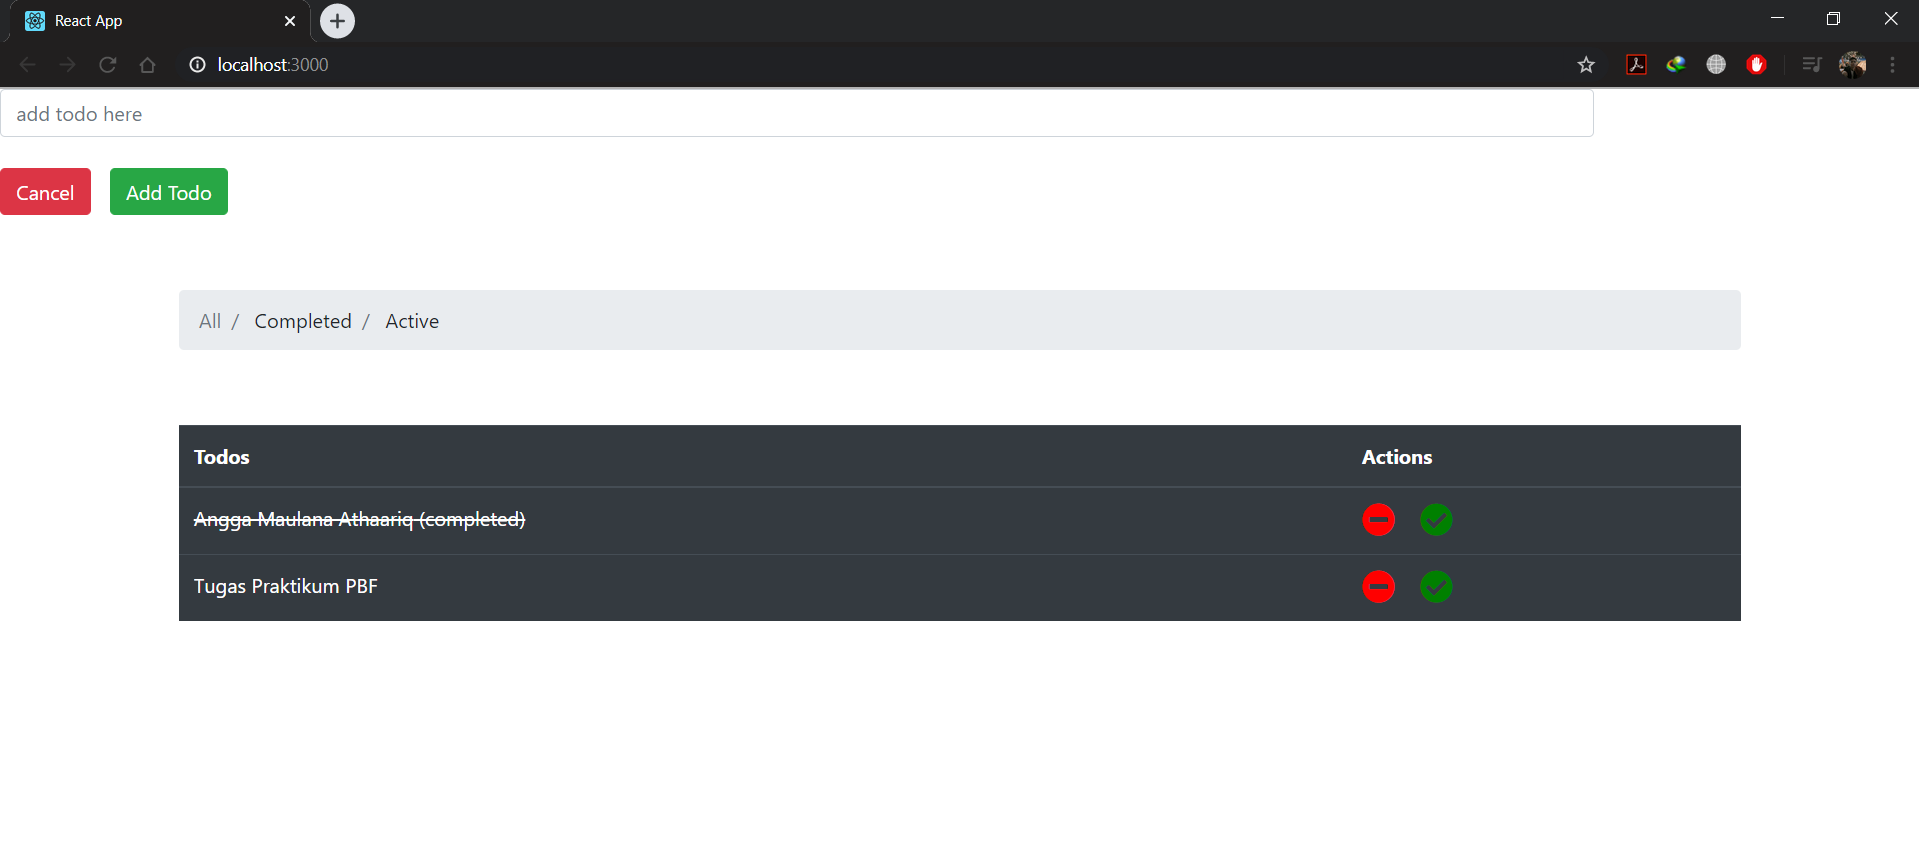 React App
localhost:3000
add todo here
Cancel Add Todo
All / Completed / Active
Todos Actions
Angga Maulana Athaariq (completed)
Tugas Praktikum PBF